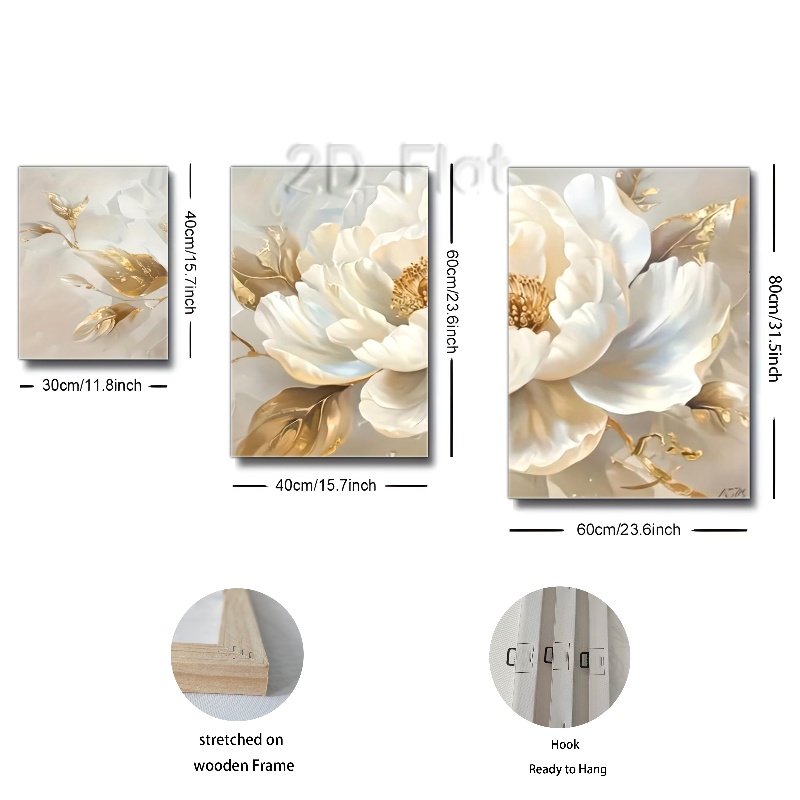 2D Flat
40cm/15.7inch
60cm/23.6inch
80cm/31.5inch
30cm/11.8inch
40cm/15.7inch
60cm/23.6inch
stretched on
wooden Frame
Hook
Ready to Hang